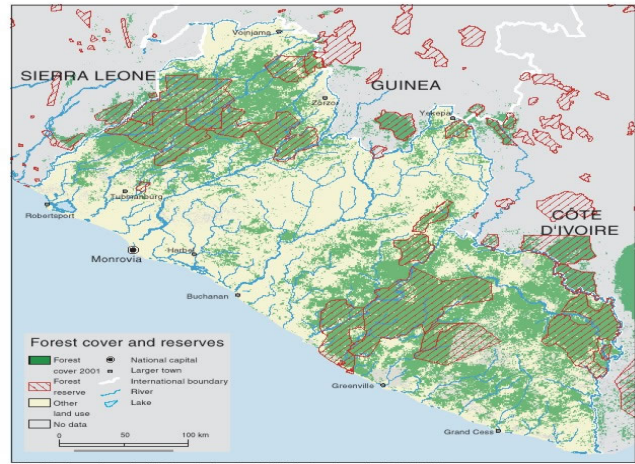 Voinjama
SIERRA LEONE
GUINEA
Zorzor
Yekepa
CÔTE
D'IVOIRE
Tubmanburg
Robertsport
Monrovia
Harbel
Buchanan
Greenville
Grand Cess
Forest cover and reserves
Forest
cover 2001
Forest
reserve
Other
land use
No data
National capital
Larger town
International boundary
River
Lake
0 50 100 km